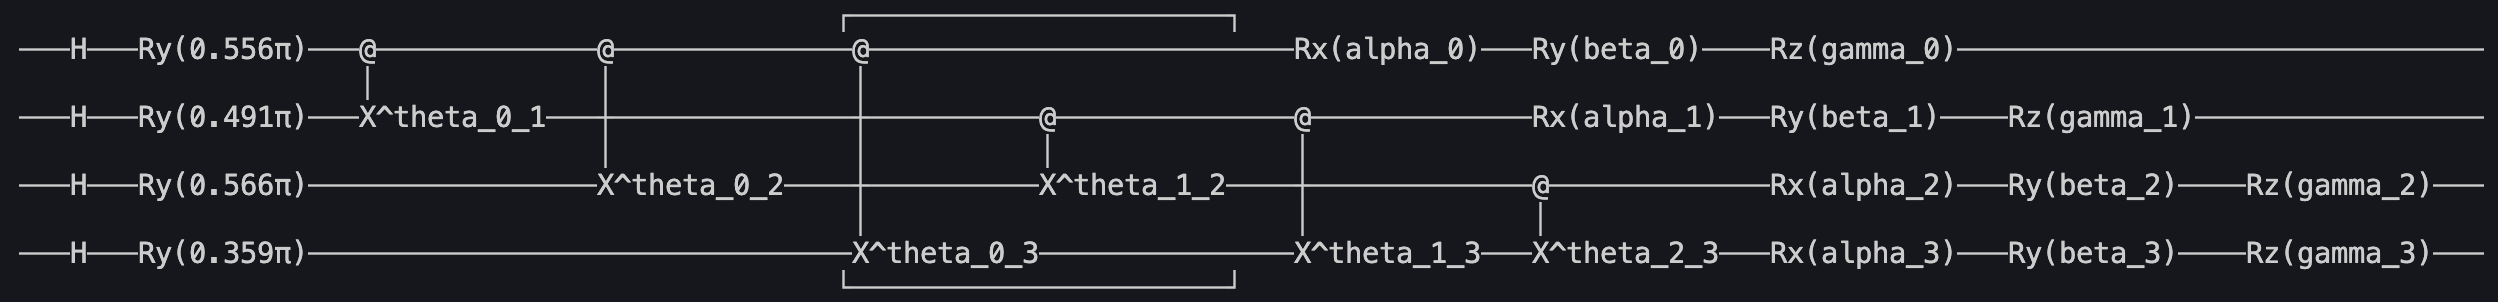 H Ry(0.556π) @ @ @ Rx(alpha_0) Ry(beta_0) Rz(gamma_0)
H Ry(0.491π) X^theta_0_1 @ @ Rx(alpha_1) Ry(beta_1) Rz(gamma_1)
H Ry(0.566π) X^theta_0_2 X^theta_1_2 @ Rx(alpha_2) Ry(beta_2) Rz(gamma_2)
H Ry(0.359π) X^theta_0_3 X^theta_1_3 X^theta_2_3 Rx(alpha_3) Ry(beta_3) Rz(gamma_3)